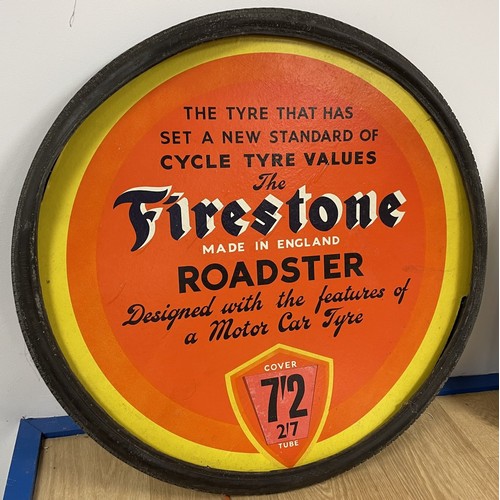 THE TYRE THAT HAS
SET A NEW STANDARD OF
CYCLE TYRE VALUES
The
Firestone
MADE IN ENGLAND
ROADSTER
Designed with the features of
a Motor Car Tyre
COVER
7'2
2'7
TUBE